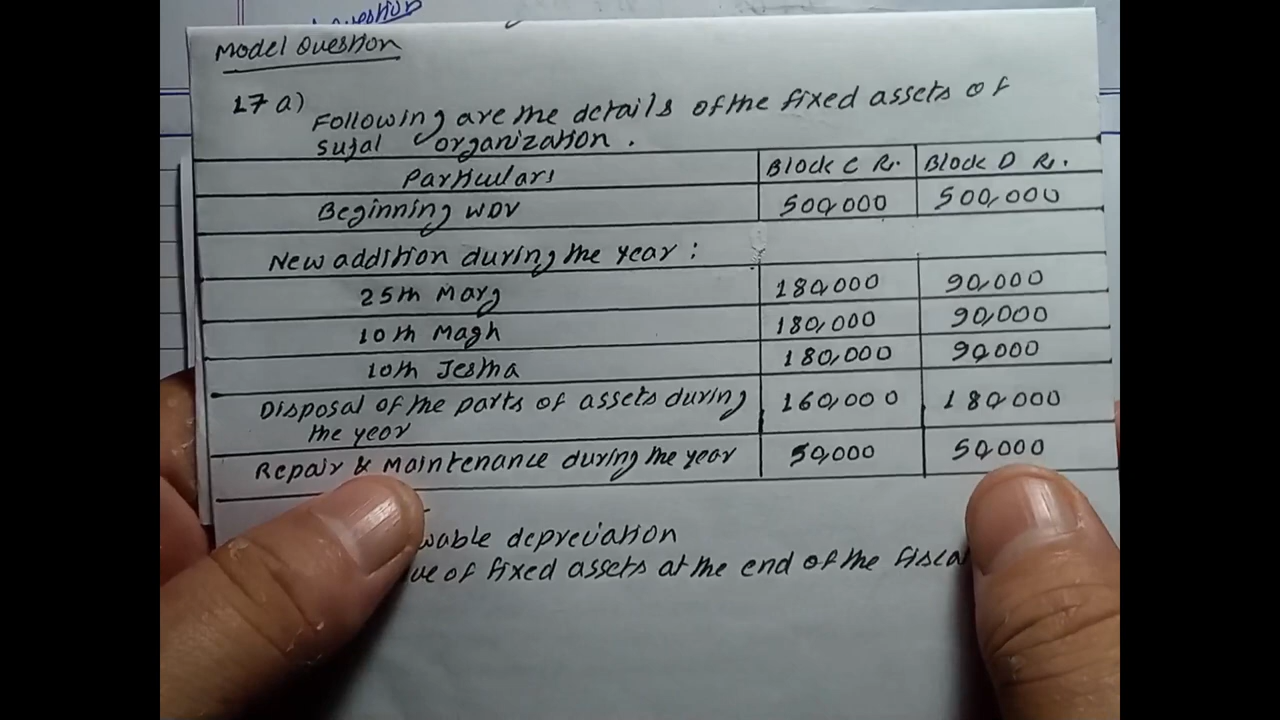 question
Model Question
17 a)
Following are the details of the fixed assets of
sujal organization.
Particulars Block C Rs. Block D Rs.
Beginning WDV 500,000 500,000
New addition during the year :
25th Marg 180,000 90,000
10th Magh 180,000 90,000
10th Jestha 180,000 90,000
Disposal of the parts of assets during 160,000 180,000
the year
Repair & Maintenance during the year 50,000 50,000
depreciation
of fixed assets at the end of the